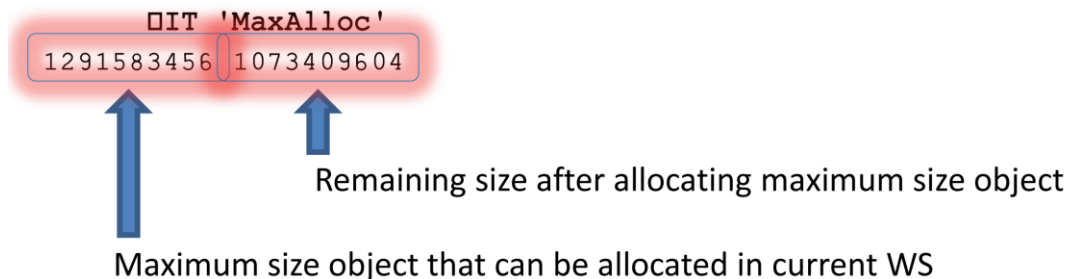 ⎕IT 'MaxAlloc'
1291583456 1073409604
Remaining size after allocating maximum size object
Maximum size object that can be allocated in current WS